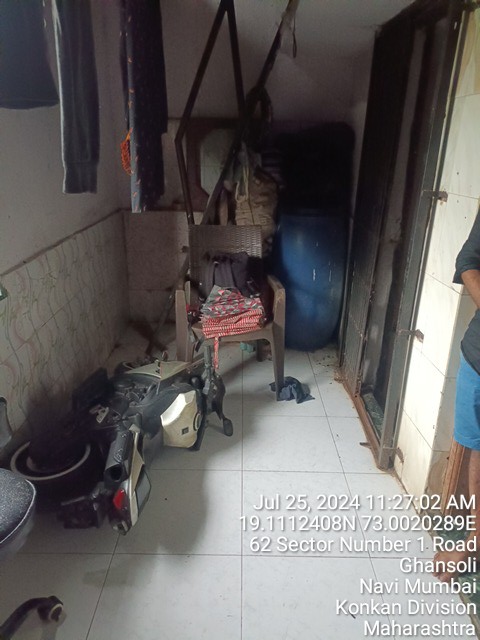 Jul 25, 2024 11:27:02 AM
19.1112408N 73.0020289E
62 Sector Number 1 Road
Ghansoli
Navi Mumbai
Konkan Division
Maharashtra